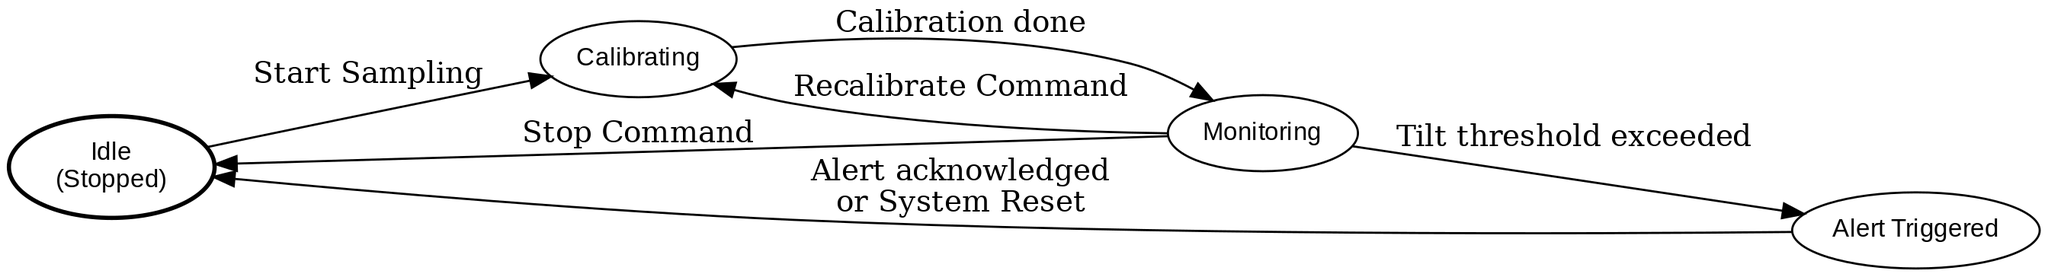 Calibration done
Calibrating
Start Sampling
Recalibrate Command
Monitoring
Stop Command
Tilt threshold exceeded
Idle
(Stopped)
Alert acknowledged
or System Reset
Alert Triggered